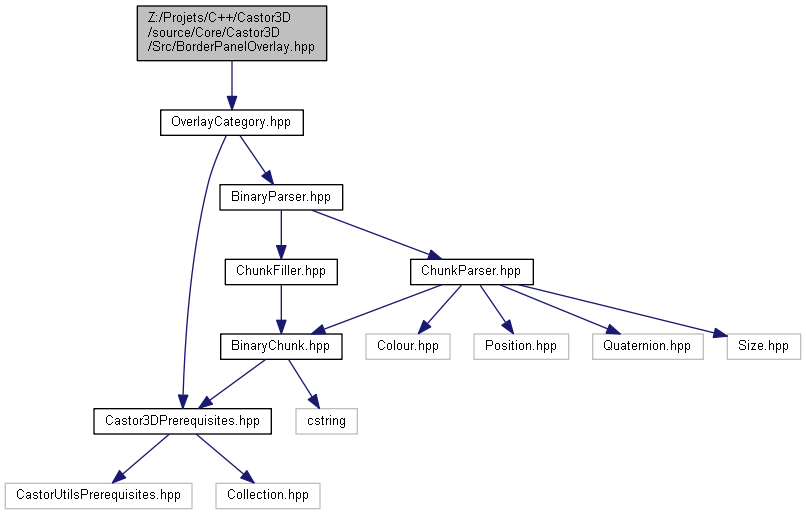 Z:/Projets/C++/Castor3D
/source/Core/Castor3D
/Src/BorderPanelOverlay.hpp
OverlayCategory.hpp
BinaryParser.hpp
ChunkFiller.hpp
ChunkParser.hpp
BinaryChunk.hpp
Colour.hpp
Position.hpp
Quaternion.hpp
Size.hpp
Castor3DPrerequisites.hpp
cstring
CastorUtilsPrerequisites.hpp
Collection.hpp